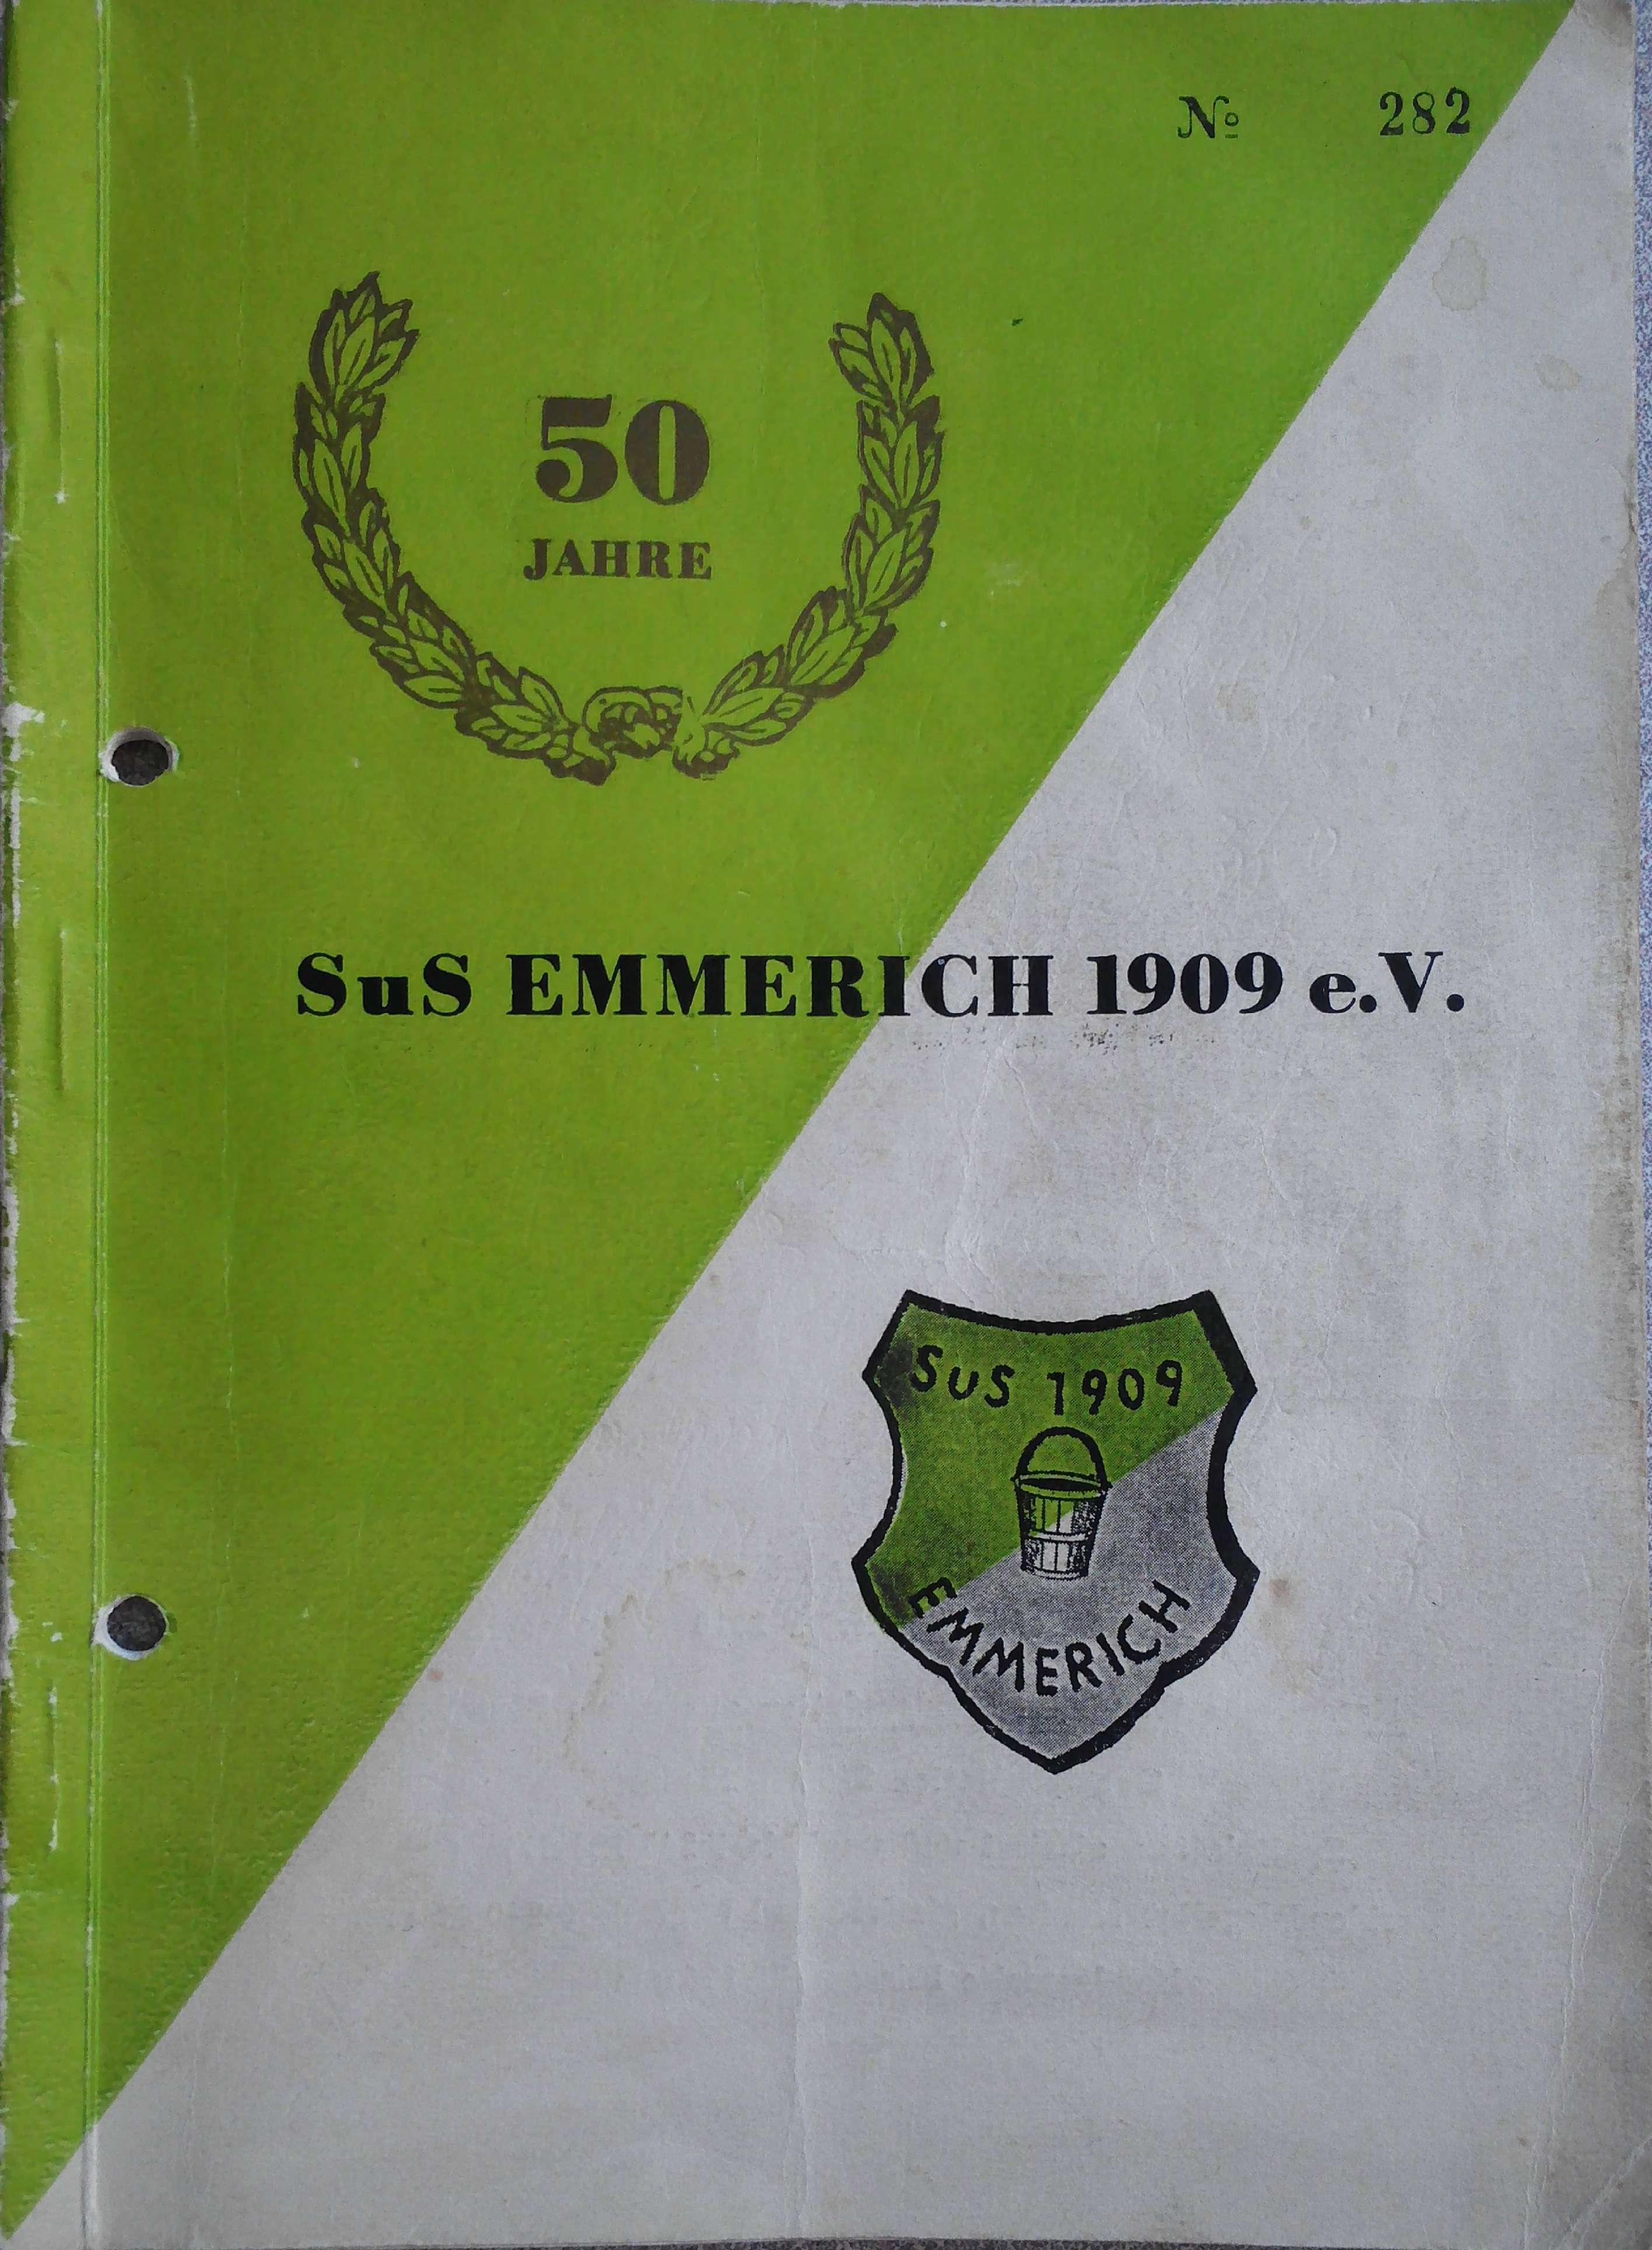 № 282
50
JAHRE
SuS EMMERICH 1909 e.V.
SuS 1909
EMMERICH